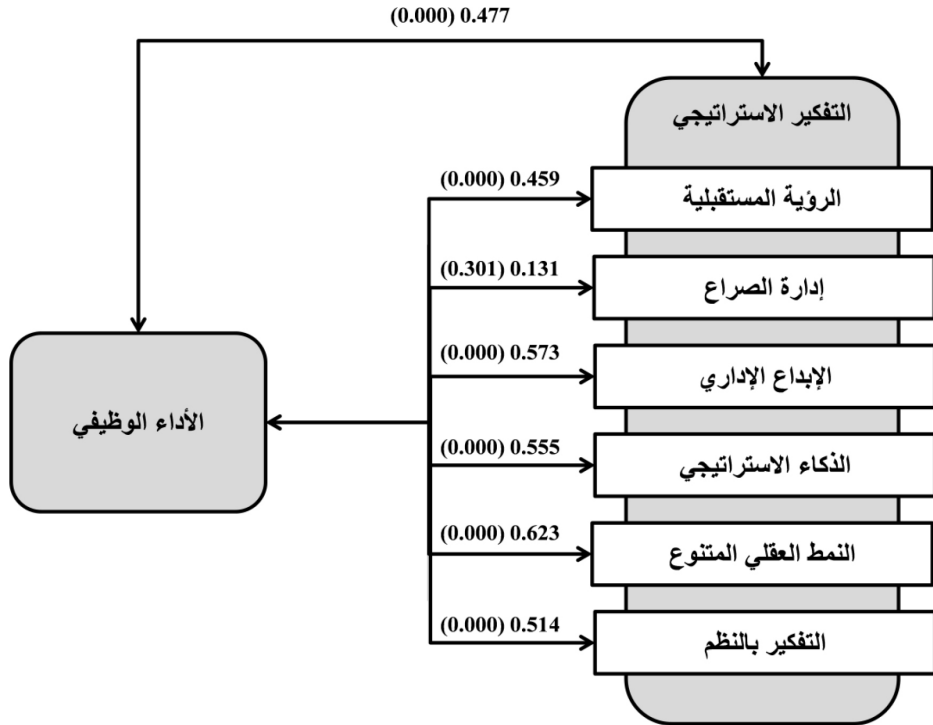 (0.000) 0.477
التفكير الاستراتيجي
(0.000) 0.459
الرؤية المستقبلية
(0.301) 0.131
إدارة الصراع
(0.000) 0.573
الإبداع الإداري
الأداء الوظيفي
(0.000) 0.555
الذكاء الاستراتيجي
(0.000) 0.623
النمط العقلي المتنوع
(0.000) 0.514
التفكير بالنظم